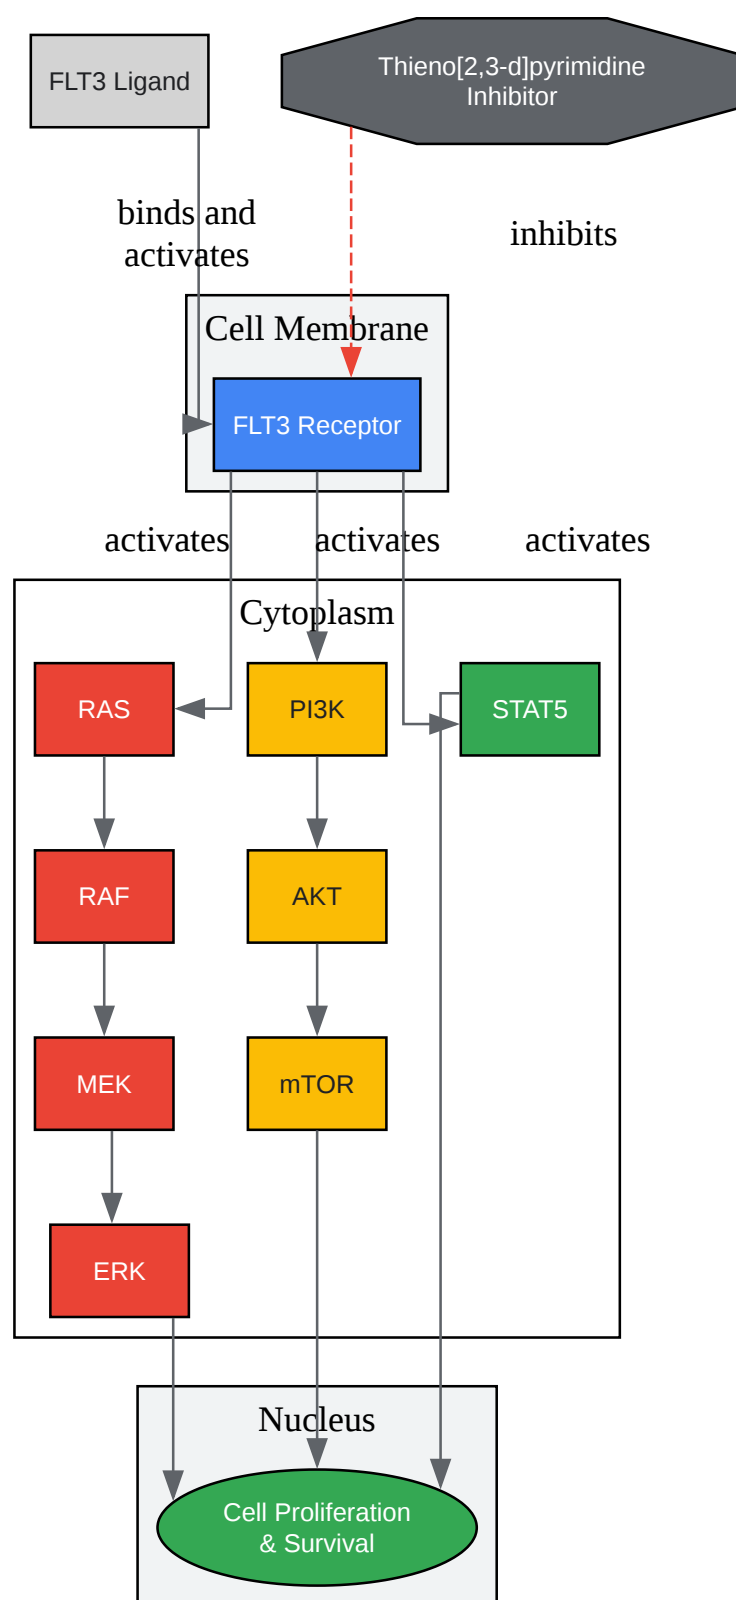 FLT3 Ligand
Thieno[2,3-d]pyrimidine
Inhibitor
binds and
activates
inhibits
Cell Membrane
FLT3 Receptor
activates
activates
activates
Cytoplasm
RAS
PI3K
STAT5
RAF
AKT
MEK
mTOR
ERK
Nucleus
Cell Proliferation
& Survival